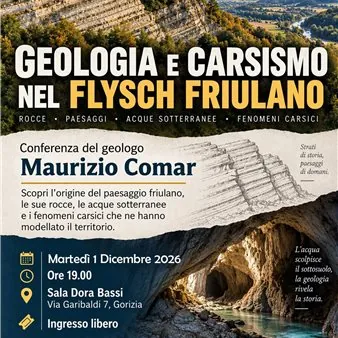 GEOLOGIA E CARSISMO
NEL FLYSCH FRIULANO
ROCCE • PAESAGGI • ACQUE SOTTERRANEE • FENOMENI CARSICI
Conferenza del geologo
Maurizio Comar
Scopri l'origine del paesaggio friulano,
le sue rocce, le acque sotterranee
e i fenomeni carsici che ne hanno
modellato il territorio.
Strati
di storia,
paesaggi
di domani.
Martedì 1 Dicembre 2026
Ore 19.00
Sala Dora Bassi
Via Garibaldi 7, Gorizia
Ingresso libero
L'acqua
scolpisce
il sottosuolo,
la geologia
rivela
la storia.